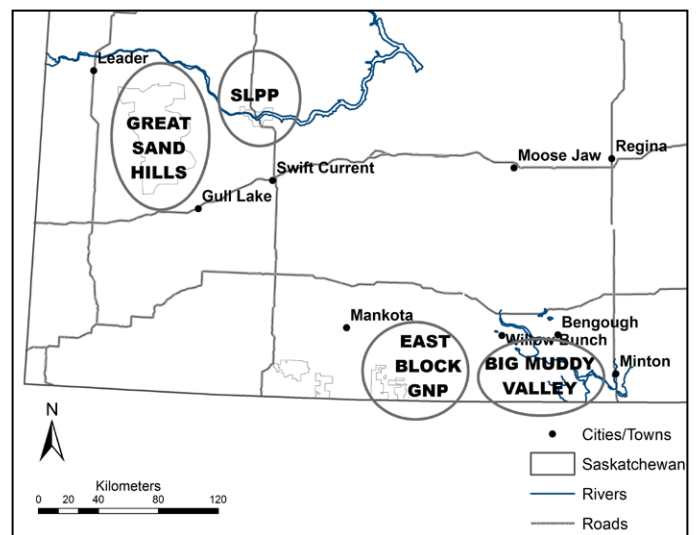 Leader
SLPP
GREAT
SAND
HILLS
Regina
Moose Jaw
Swift Current
Gull Lake
Mankota
Bengough
Willow Bunch
EAST
BLOCK
GNP
BIG MUDDY
VALLEY
Minton
N
Cities/Towns
Saskatchewan
Rivers
Roads
Kilometers
0 20 40 80 120